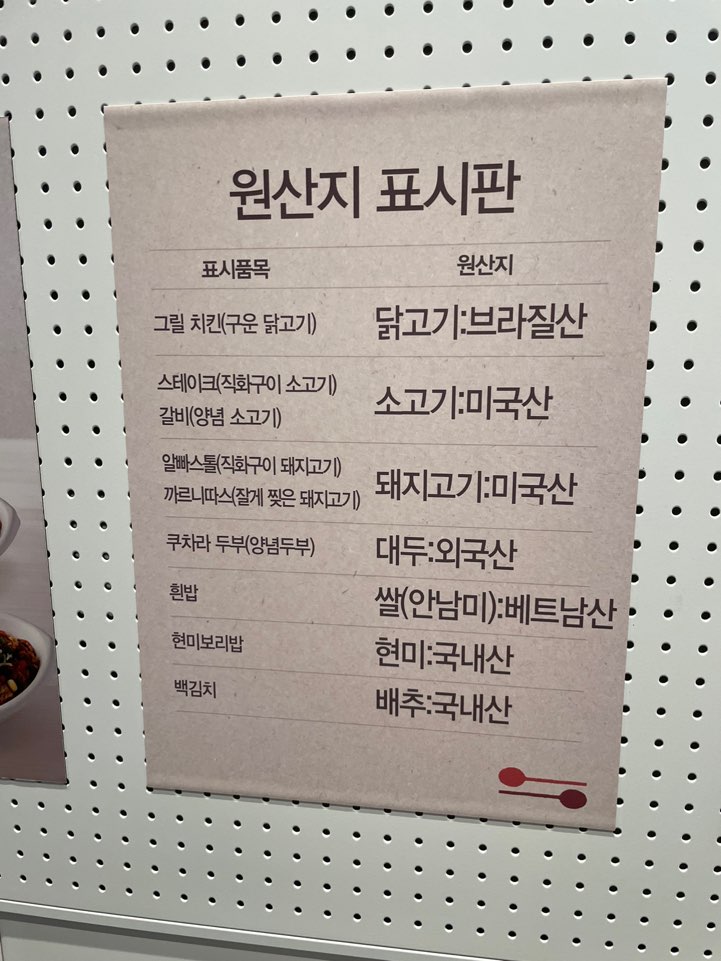 원산지 표시판
표시품목 원산지
그릴 치킨(구운 닭고기) 닭고기:브라질산
스테이크(직화구이 소고기)
갈비(양념 소고기)
소고기:미국산
알빠스톨(직화구이 돼지고기)
까르니따스(잘게 찢은 돼지고기)
돼지고기:미국산
쿠차라 두부(양념두부) 대두:외국산
흰밥 쌀(안남미):베트남산
현미보리밥 현미:국내산
백김치 배추:국내산